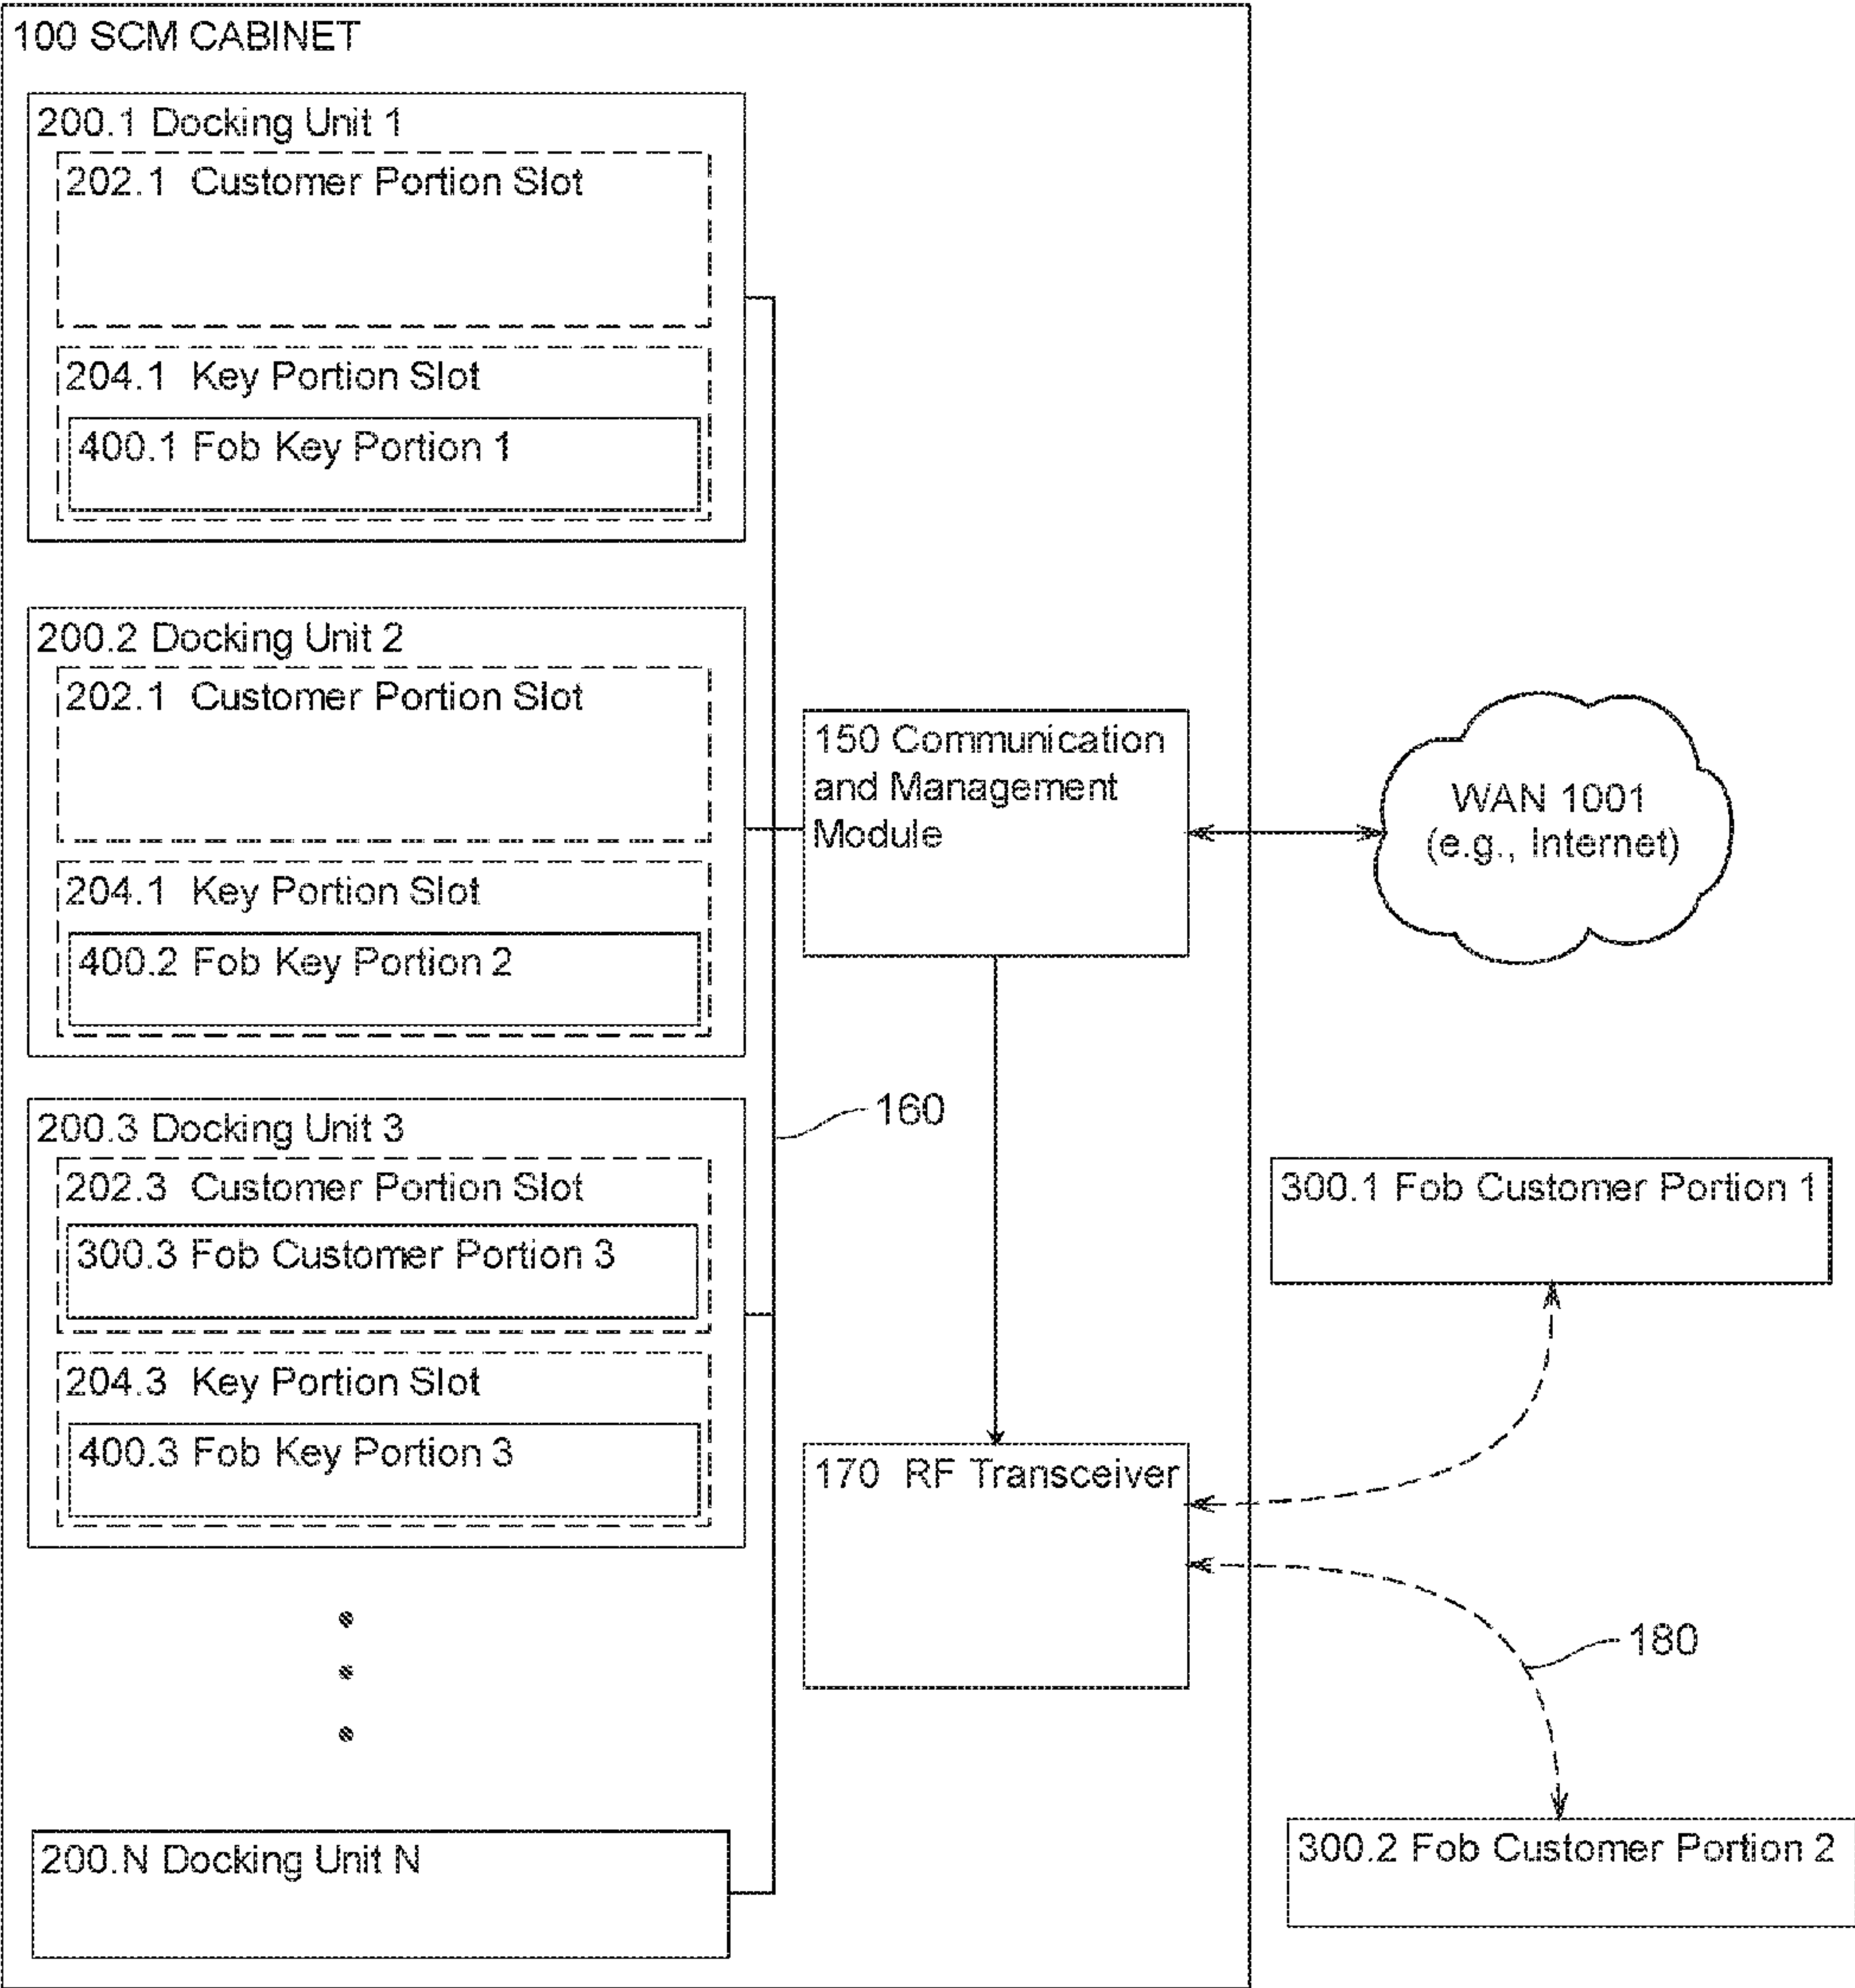 100 SCM CABINET
200.1 Docking Unit 1
202.1 Customer Portion Slot
204.1 Key Portion Slot
400.1 Fob Key Portion 1
200.2 Docking Unit 2
202.1 Customer Portion Slot
204.1 Key Portion Slot
400.2 Fob Key Portion 2
200.3 Docking Unit 3
202.3 Customer Portion Slot
300.3 Fob Customer Portion 3
204.3 Key Portion Slot
400.3 Fob Key Portion 3
200.N Docking Unit N
150 Communication
and Management
Module
160
170 RF Transceiver
WAN 1001
(e.g., Internet)
300.1 Fob Customer Portion 1
180
300.2 Fob Customer Portion 2